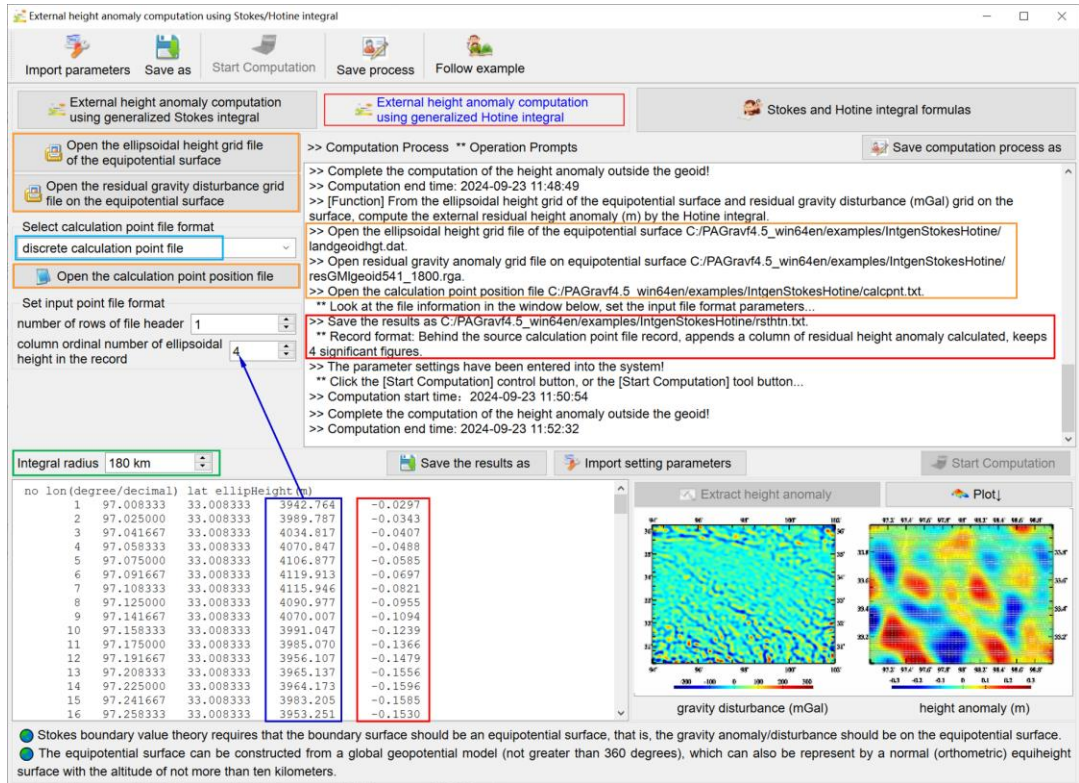 External height anomaly computation using Stokes/Hotine integral
Import parameters
Save as
Start Computation
Save process
Follow example
External height anomaly computation
using generalized Stokes integral
External height anomaly computation
using generalized Hotine integral
Stokes and Hotine integral formulas
Open the ellipsoidal height grid file
of the equipotential surface
Open the residual gravity disturbance grid
file on the equipotential surface
Select calculation point file format
discrete calculation point file
Open the calculation point position file
Set input point file format
number of rows of file header 1
column ordinal number of ellipsoidal
height in the record 4
>> Computation Process ** Operation Prompts
Save computation process as
>> Complete the computation of the height anomaly outside the geoid!
>> Computation end time: 2024-09-23 11:48:49
>> [Function] From the ellipsoidal height grid of the equipotential surface and residual gravity disturbance (mGal) grid on the
surface, compute the external residual height anomaly (m) by the Hotine integral.
>> Open the ellipsoidal height grid file of the equipotential surface C:/PAGravf4.5_win64en/examples/IntgenStokesHotine/
landgeoidhgt.dat.
>> Open residual gravity anomaly grid file on equipotential surface C:/PAGravf4.5_win64en/examples/IntgenStokesHotine/
resGMlgeoid541_1800.rga.
>> Open the calculation point position file C:/PAGravf4.5_win64en/examples/IntgenStokesHotine/calcpnt.txt.
** Look at the file information in the window below, set the input file format parameters...
>> Save the results as C:/PAGravf4.5_win64en/examples/IntgenStokesHotine/rsthtn.txt.
** Record format: Behind the source calculation point file record, appends a column of residual height anomaly calculated, keeps
4 significant figures.
>> The parameter settings have been entered into the system!
** Click the [Start Computation] control button, or the [Start Computation] tool button...
>> Computation start time: 2024-09-23 11:50:54
>> Complete the computation of the height anomaly outside the geoid!
>> Computation end time: 2024-09-23 11:52:32
Integral radius 180 km
Save the results as
Import setting parameters
Start Computation
no lon(degree/decimal) lat ellipHeight(m)
1 97.008333 33.008333 3942.764 -0.0297
2 97.025000 33.008333 3989.787 -0.0343
3 97.041667 33.008333 4034.817 -0.0407
4 97.058333 33.008333 4070.847 -0.0488
5 97.075000 33.008333 4106.877 -0.0585
6 97.091667 33.008333 4119.913 -0.0697
7 97.108333 33.008333 4115.946 -0.0821
8 97.125000 33.008333 4090.977 -0.0955
9 97.141667 33.008333 4070.007 -0.1094
10 97.158333 33.008333 3991.047 -0.1239
11 97.175000 33.008333 3985.070 -0.1366
12 97.191667 33.008333 3956.107 -0.1479
13 97.208333 33.008333 3965.137 -0.1556
14 97.225000 33.008333 3964.173 -0.1596
15 97.241667 33.008333 3983.205 -0.1585
16 97.258333 33.008333 3953.251 -0.1530
Extract height anomaly
Plot↓
gravity disturbance (mGal)
height anomaly (m)
Stokes boundary value theory requires that the boundary surface should be an equipotential surface, that is, the gravity anomaly/disturbance should be on the equipotential surface.
The equipotential surface can be constructed from a global geopotential model (not greater than 360 degrees), which can also be represent by a normal (orthometric) equiheight
surface with the altitude of not more than ten kilometers.